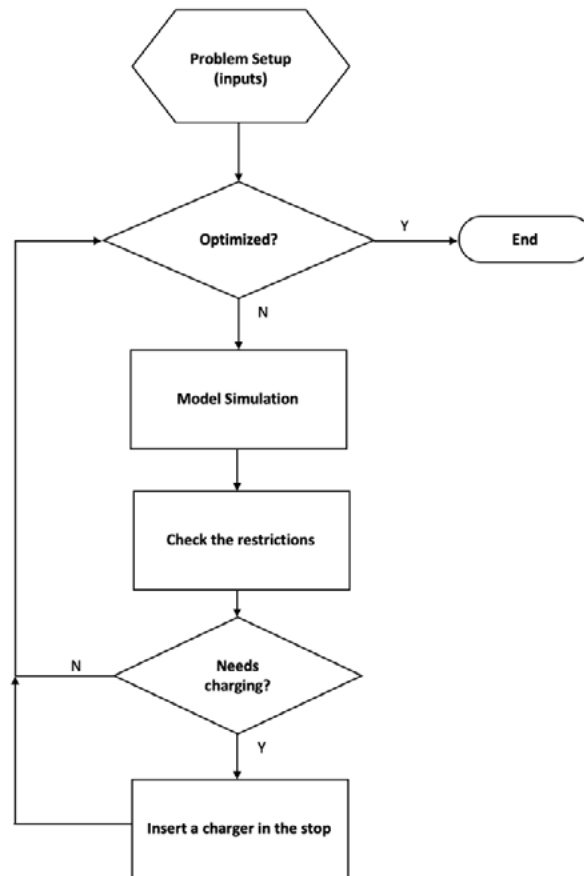 Problem Setup
(inputs)
Optimized?
Y
End
N
Model Simulation
Check the restrictions
Needs
charging?
N
Y
Insert a charger in the stop